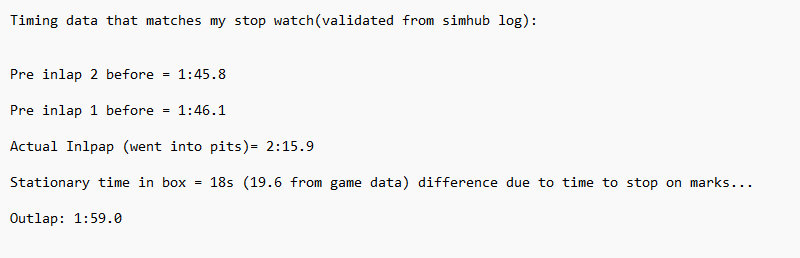 Timing data that matches my stop watch(validated from simhub log):
Pre inlap 2 before = 1:45.8
Pre inlap 1 before = 1:46.1
Actual Inlpap (went into pits)= 2:15.9
Stationary time in box = 18s (19.6 from game data) difference due to time to stop on marks...
Outlap: 1:59.0